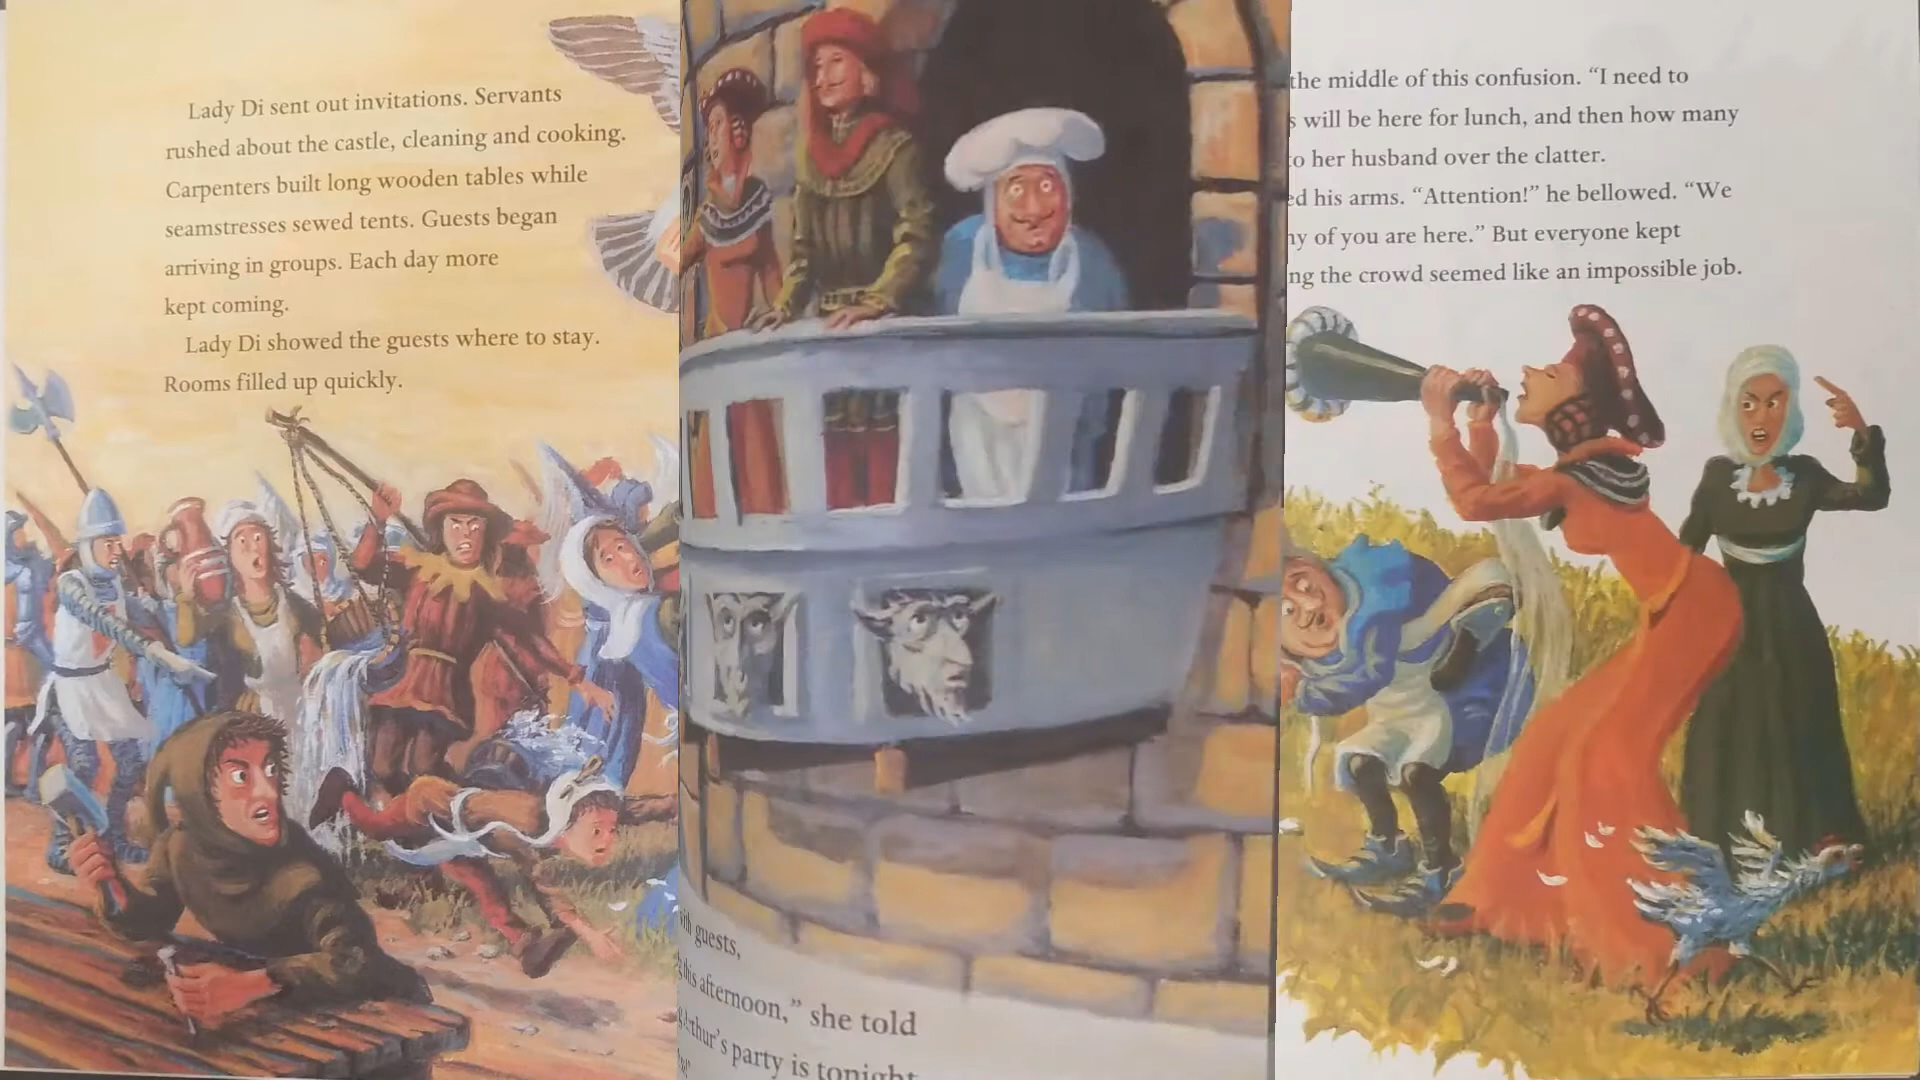 Lady Di sent out invitations. Servants
rushed about the castle, cleaning and cooking.
Carpenters built long wooden tables while
seamstresses sewed tents. Guests began
arriving in groups. Each day more
kept coming.
Lady Di showed the guests where to stay.
Rooms filled up quickly.
guests,
this afternoon,” she told
Arthur’s party is tonight
the middle of this confusion. “I need to
will be here for lunch, and then how many
to her husband over the clatter.
his arms. “Attention!” he bellowed. “We
of you are here.” But everyone kept
the crowd seemed like an impossible job.